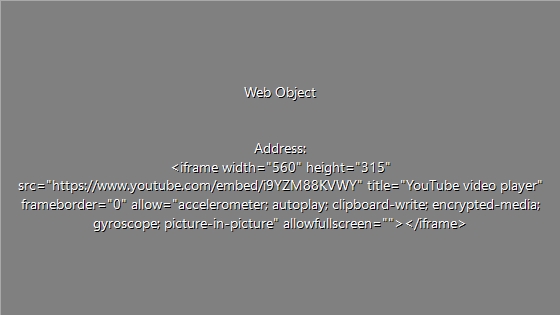 Web Object
Address:
<iframe width="560" height="315"
src="https://www.youtube.com/embed/i9YZM88KVWY" title="YouTube video player"
frameborder="0" allow="accelerometer; autoplay; clipboard-write; encrypted-media;
gyroscope; picture-in-picture" allowfullscreen=""></iframe>